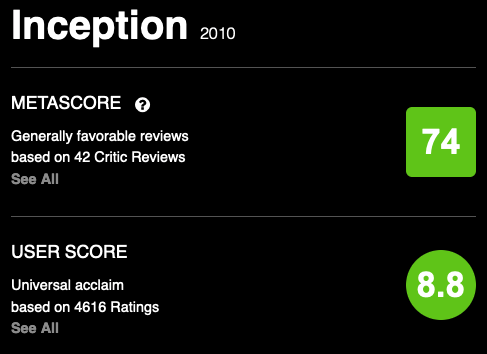 Inception 2010
METASCORE ?
Generally favorable reviews
based on 42 Critic Reviews
See All
74
USER SCORE
Universal acclaim
based on 4616 Ratings
See All
8.8